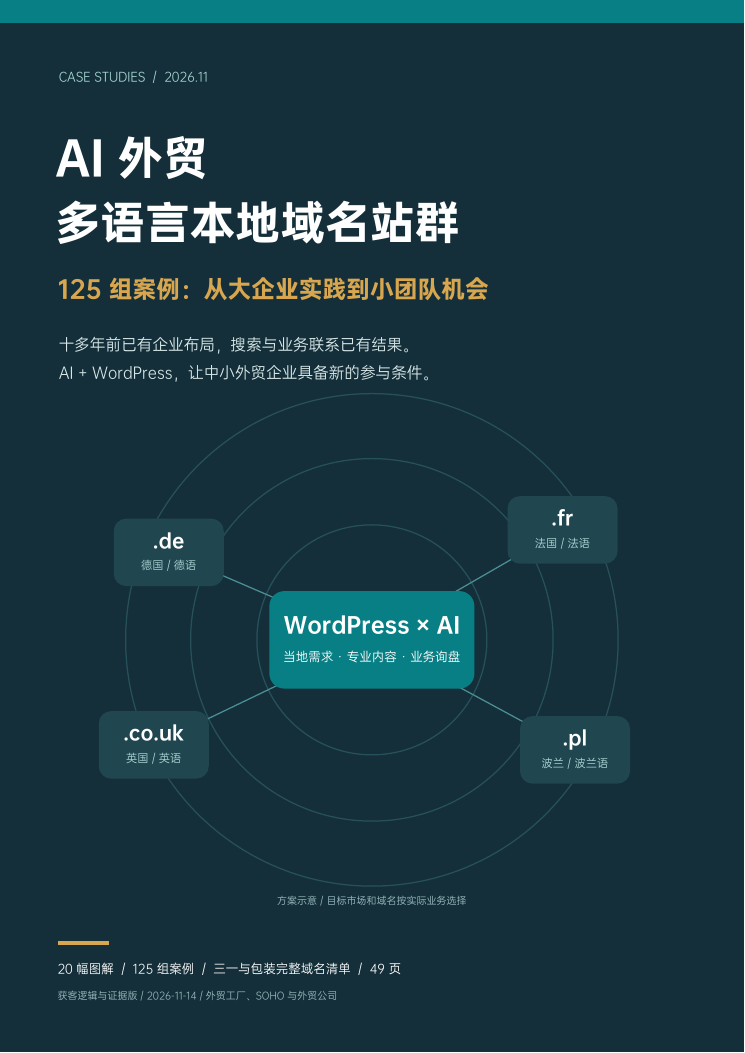 CASE STUDIES / 2026.11
AI 外贸
多语言本地域名站群
125 组案例：从大企业实践到小团队机会
十多年前已有企业布局，搜索与业务联系已有结果。
AI + WordPress，让中小外贸企业具备新的参与条件。
.fr
法国 / 法语
.de
德国 / 德语
WordPress × AI
当地需求 · 专业内容 · 业务询盘
.co.uk
英国 / 英语
.pl
波兰 / 波兰语
方案示意 / 目标市场和域名按实际业务选择
20 幅图解 / 125 组案例 / 三一与包装完整域名清单 / 49 页
获客逻辑与证据版 / 2026-11-14 / 外贸工厂、SOHO 与外贸公司